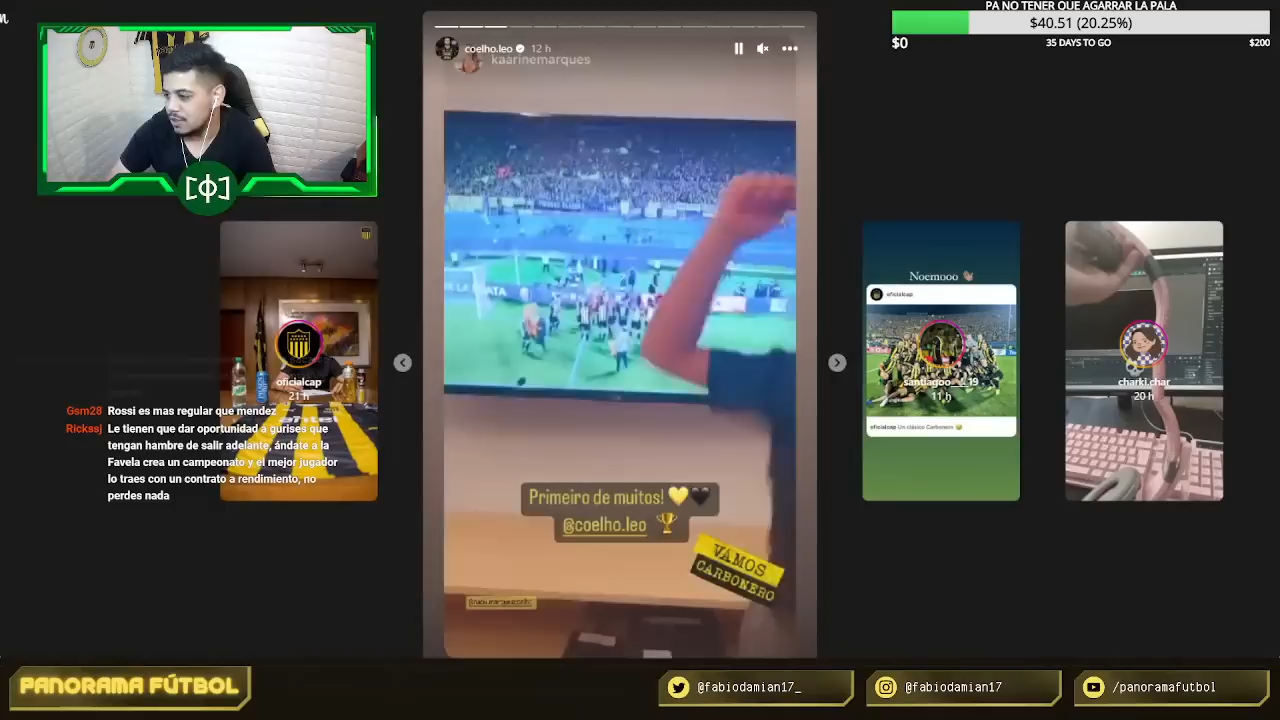 PA NO TENER QUE AGARRAR LA PALA
$40.51 (20.25%)
$0
35 DAYS TO GO
$200
coelho.leo
12 h
kaarinemarques
Noemooo
oficialcap
santiagoo__19
11 h
oficialcap Un clásico Carbonero
charki.char
20 h
oficialcap
21 h
Gsm28 Rossi es mas regular que mendez
Rickssj Le tienen que dar oportunidad a gurises que
tengan hambre de salir adelante, ándate a la
Favela crea un campeonato y el mejor jugador
lo traes con un contrato a rendimiento, no
perdes nada
Primeiro de muitos! 💛🖤
@coelho.leo 🏆
VAMOS
CARBONERO
PANORAMA FÚTBOL
@fabiodamian17_
@fabiodamian17
/panoramafutbol